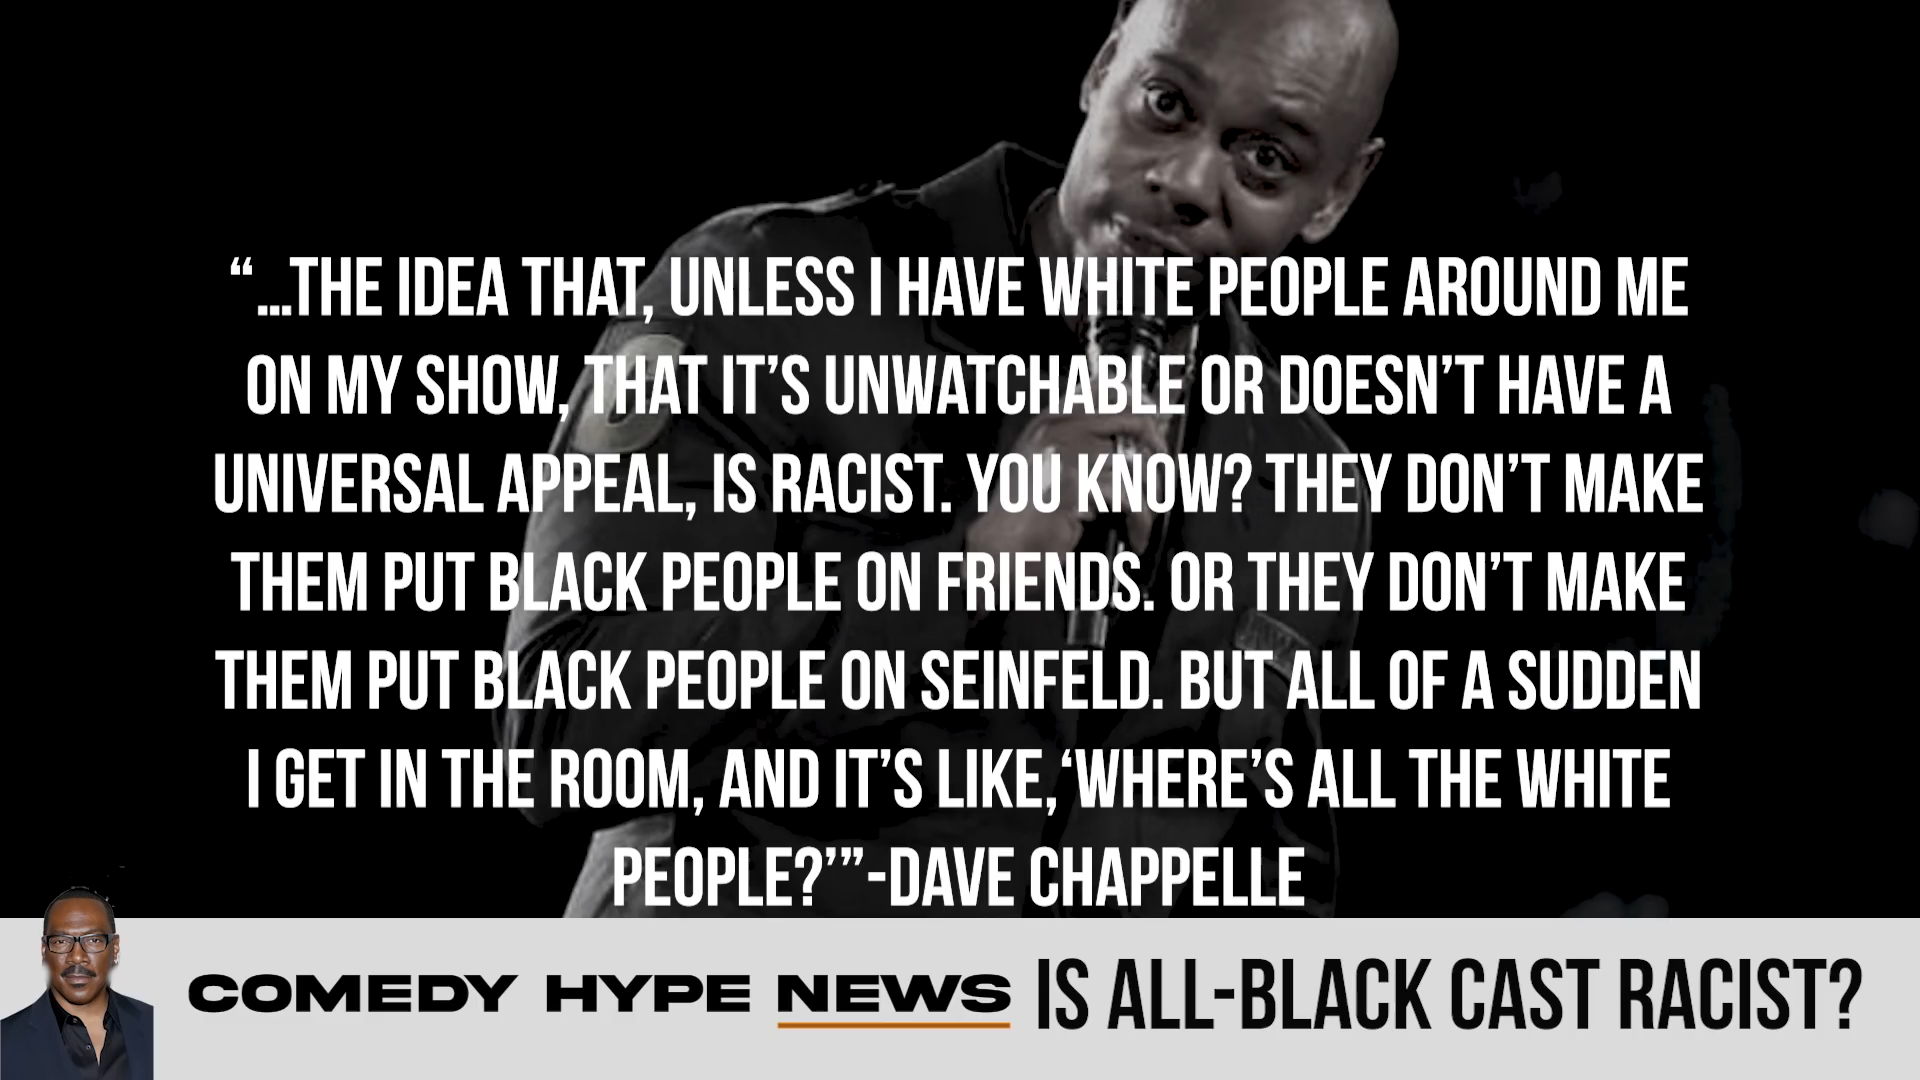 “...THE IDEA THAT, UNLESS I HAVE WHITE PEOPLE AROUND ME
ON MY SHOW, THAT IT’S UNWATCHABLE OR DOESN’T HAVE A
UNIVERSAL APPEAL, IS RACIST. YOU KNOW? THEY DON’T MAKE
THEM PUT BLACK PEOPLE ON FRIENDS. OR THEY DON’T MAKE
THEM PUT BLACK PEOPLE ON SEINFELD. BUT ALL OF A SUDDEN
I GET IN THE ROOM, AND IT’S LIKE, ‘WHERE’S ALL THE WHITE
PEOPLE?’”-DAVE CHAPPELLE
COMEDY HYPE NEWS IS ALL-BLACK CAST RACIST?